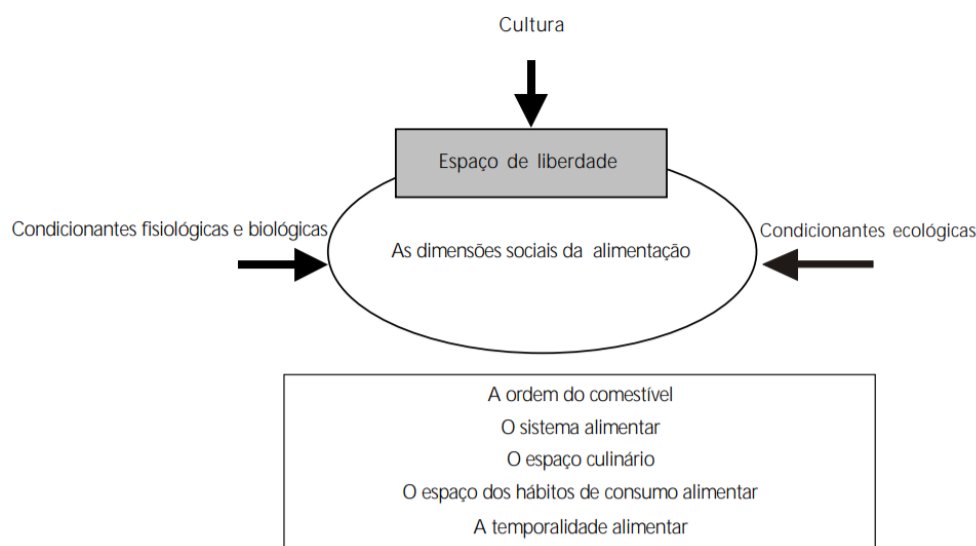 Cultura
Espaço de liberdade
Condicionantes fisiológicas e biológicas
Condicionantes ecológicas
As dimensões sociais da alimentação
A ordem do comestível
O sistema alimentar
O espaço culinário
O espaço dos hábitos de consumo alimentar
A temporalidade alimentar